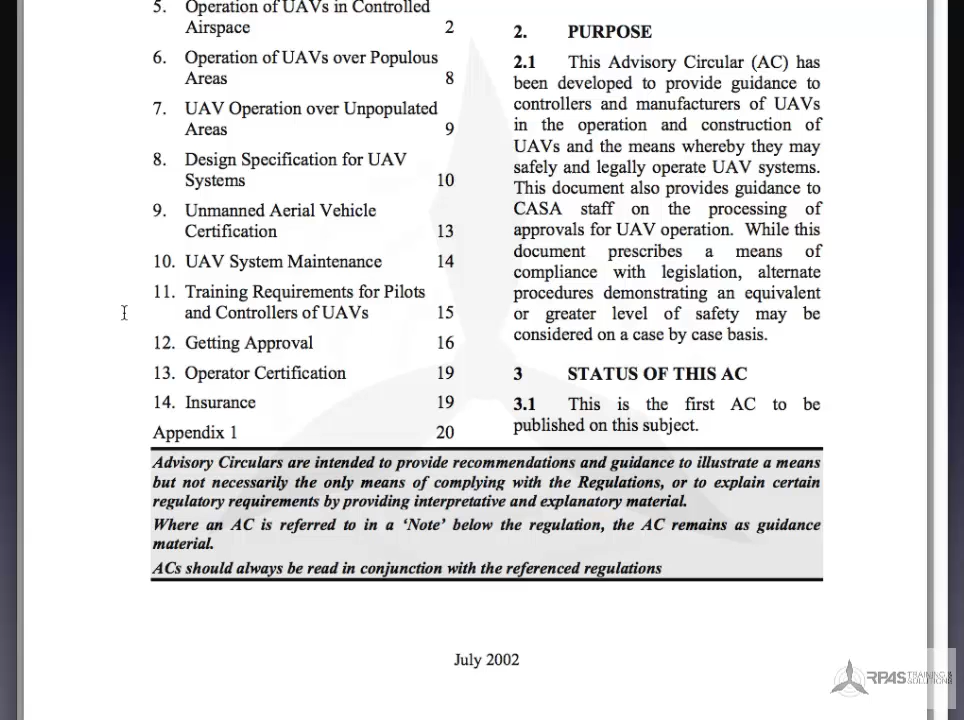 5. Operation of UAVs in Controlled
Airspace 2
6. Operation of UAVs over Populous
Areas 8
7. UAV Operation over Unpopulated
Areas 9
8. Design Specification for UAV
Systems 10
9. Unmanned Aerial Vehicle
Certification 13
10. UAV System Maintenance 14
11. Training Requirements for Pilots
and Controllers of UAVs 15
12. Getting Approval 16
13. Operator Certification 19
14. Insurance 19
Appendix 1 20
2. PURPOSE
2.1 This Advisory Circular (AC) has
been developed to provide guidance to
controllers and manufacturers of UAVs
in the operation and construction of
UAVs and the means whereby they may
safely and legally operate UAV systems.
This document also provides guidance to
CASA staff on the processing of
approvals for UAV operation. While this
document prescribes a means of
compliance with legislation, alternate
procedures demonstrating an equivalent
or greater level of safety may be
considered on a case by case basis.
3 STATUS OF THIS AC
3.1 This is the first AC to be
published on this subject.
Advisory Circulars are intended to provide recommendations and guidance to illustrate a means
but not necessarily the only means of complying with the Regulations, or to explain certain
regulatory requirements by providing interpretative and explanatory material.
Where an AC is referred to in a ‘Note’ below the regulation, the AC remains as guidance
material.
ACs should always be read in conjunction with the referenced regulations
July 2002
RPAS TRAINING &
SOLUTIONS